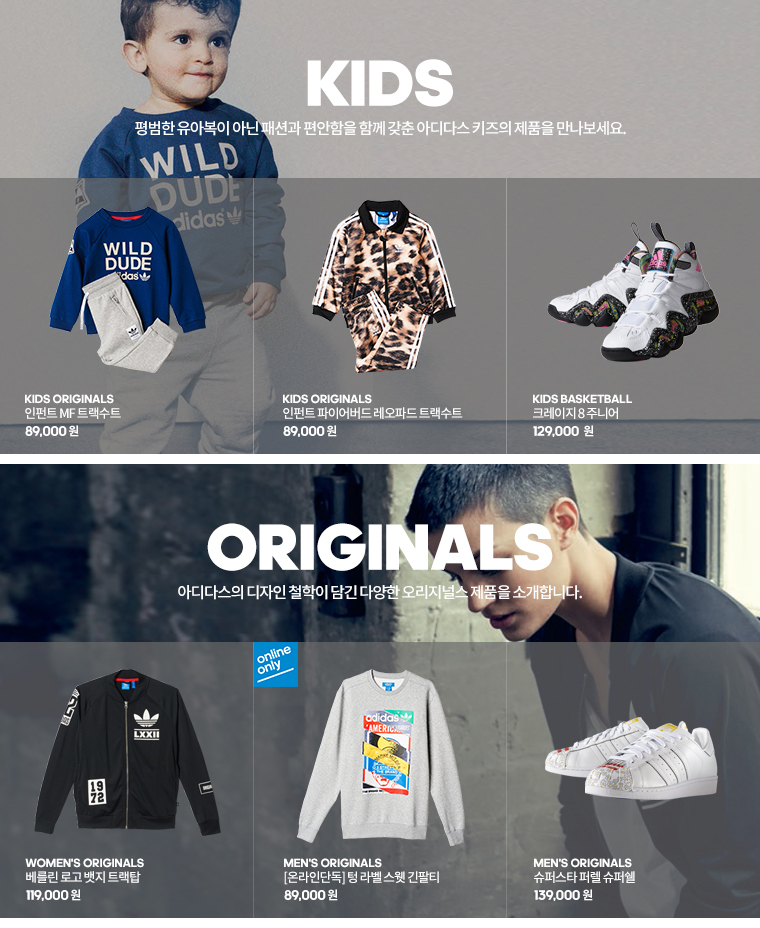 KIDS
평범한 유아복이 아닌 패션과 편안함을 함께 갖춘 아디다스 키즈의 제품을 만나보세요.
WILD
DUDE
adidas
WILD
DUDE
adidas
KIDS ORIGINALS
인펀트 MF 트랙수트
89,000 원
KIDS ORIGINALS
인펀트 파이어버드 레오파드 트랙수트
89,000 원
KIDS BASKETBALL
크레이지 8 주니어
129,000 원
ORIGINALS
아디다스의 디자인 철학이 담긴 다양한 오리지널스 제품을 소개합니다.
LXXII
19
72
WOMEN'S ORIGINALS
베를린 로고 뱃지 트랙탑
119,000 원
online
only
adidas
AMERICA
MEN'S ORIGINALS
[온라인단독] 텅 라벨 스웻 긴팔티
89,000 원
MEN'S ORIGINALS
슈퍼스타 퍼렐 슈퍼쉘
139,000 원